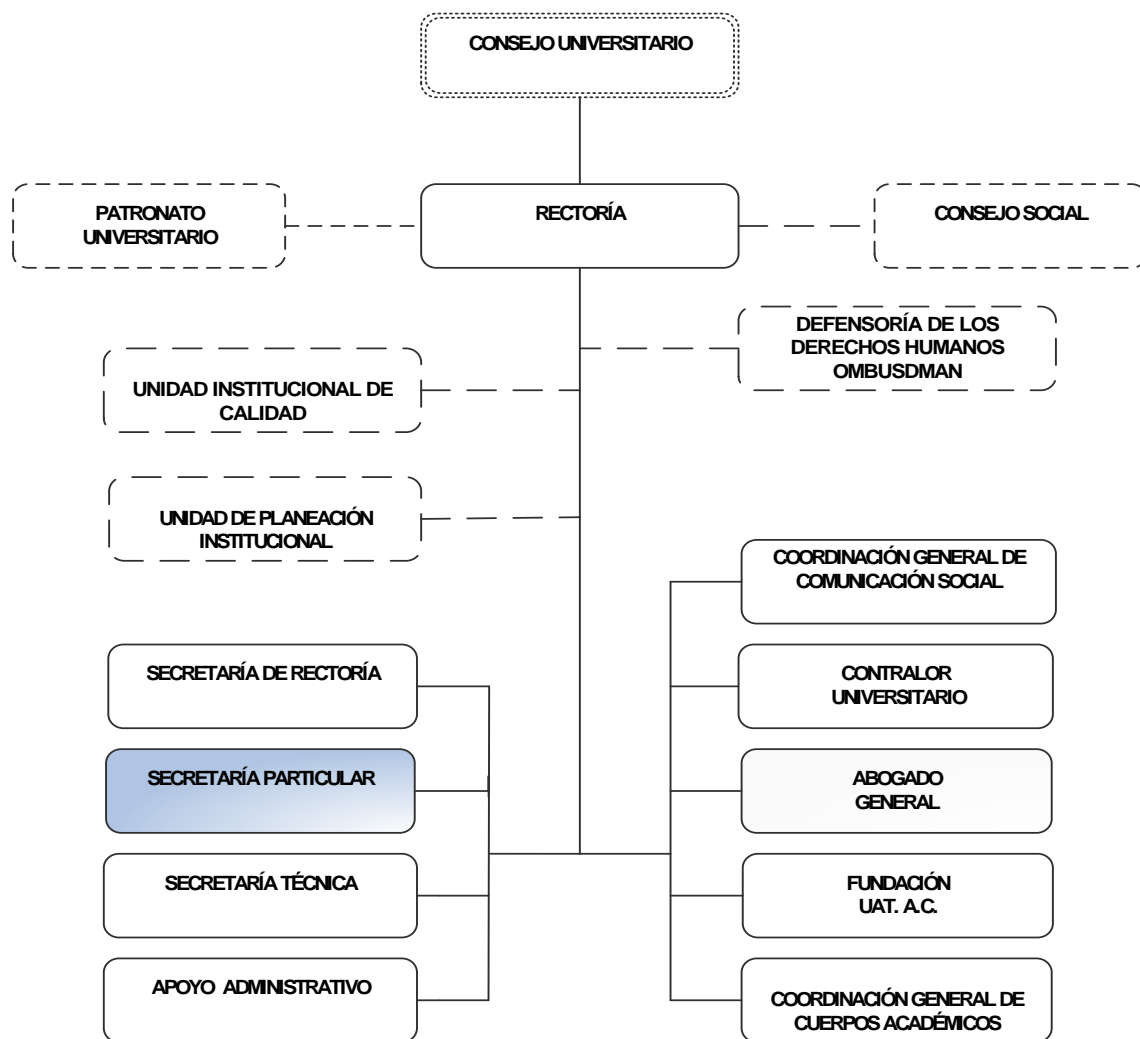 CONSEJO UNIVERSITARIO
PATRONATO
UNIVERSITARIO
RECTORÍA
CONSEJO SOCIAL
DEFENSORÍA DE LOS
DERECHOS HUMANOS
OMBUSDMAN
UNIDAD INSTITUCIONAL DE
CALIDAD
UNIDAD DE PLANEACIÓN
INSTITUCIONAL
COORDINACIÓN GENERAL DE
COMUNICACIÓN SOCIAL
SECRETARÍA DE RECTORÍA
CONTRALOR
UNIVERSITARIO
SECRETARÍA PARTICULAR
ABOGADO
GENERAL
SECRETARÍA TÉCNICA
FUNDACIÓN
UAT. A.C.
APOYO ADMINISTRATIVO
COORDINACIÓN GENERAL DE
CUERPOS ACADÉMICOS